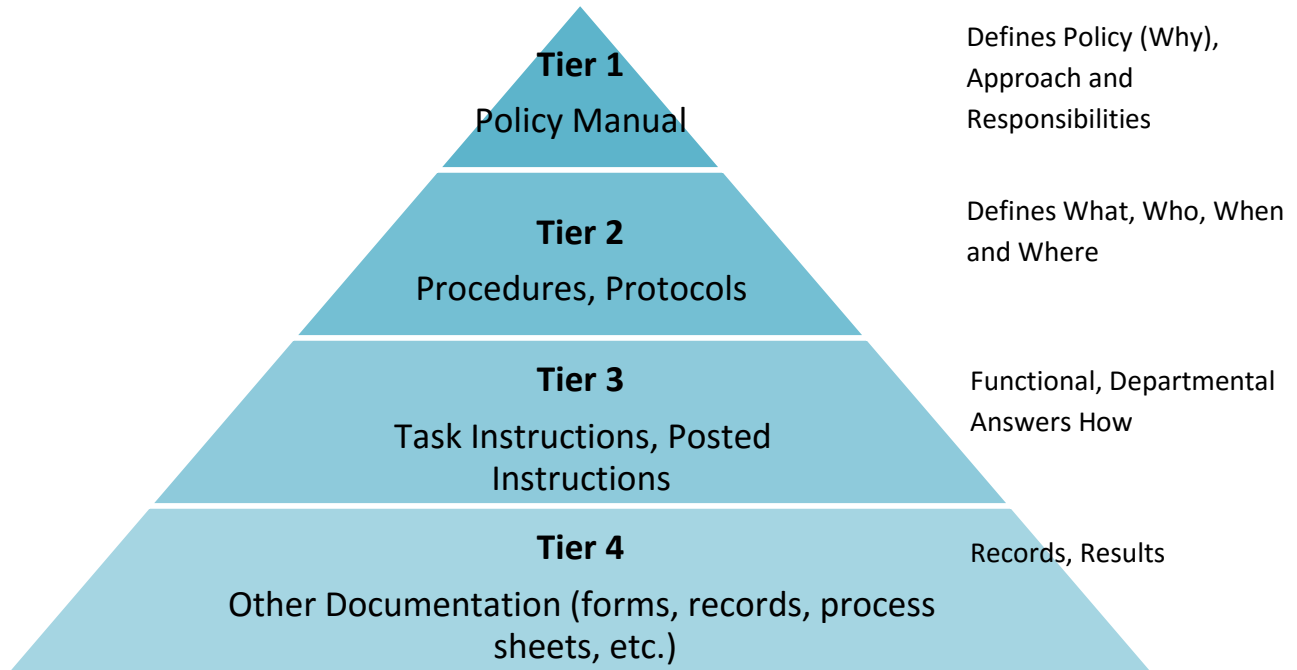 Tier 1
Policy Manual
Defines Policy (Why),
Approach and
Responsibilities
Tier 2
Procedures, Protocols
Defines What, Who, When
and Where
Tier 3
Task Instructions, Posted
Instructions
Functional, Departmental
Answers How
Tier 4
Other Documentation (forms, records, process
sheets, etc.)
Records, Results